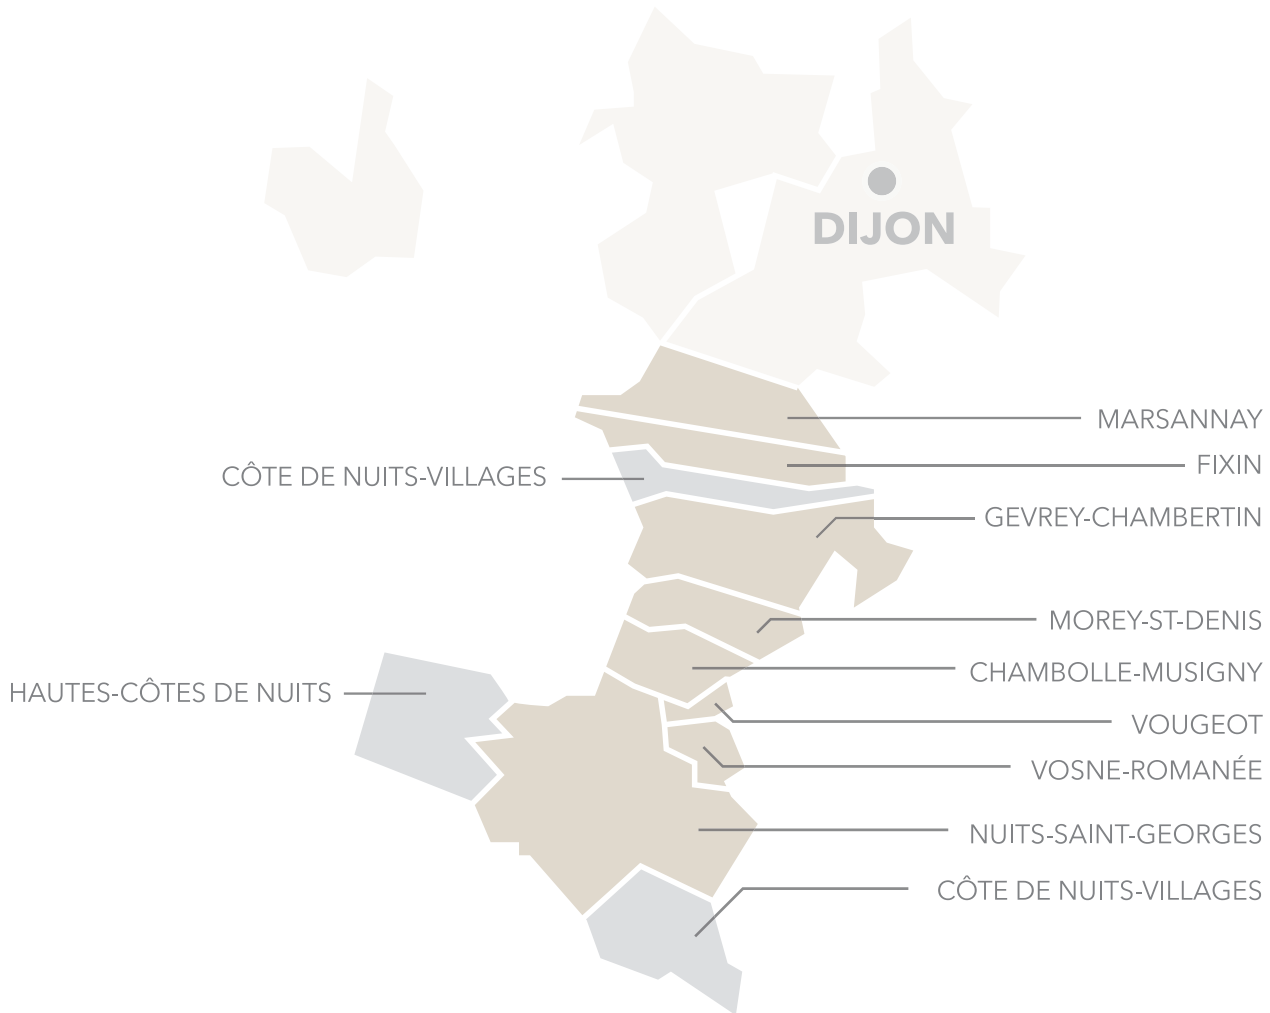 DIJON
MARSANNAY
FIXIN
CÔTE DE NUITS-VILLAGES
GEVREY-CHAMBERTIN
MOREY-ST-DENIS
CHAMBOLLE-MUSIGNY
HAUTES-CÔTES DE NUITS
VOUGEOT
VOSNE-ROMANÉE
NUITS-SAINT-GEORGES
CÔTE DE NUITS-VILLAGES